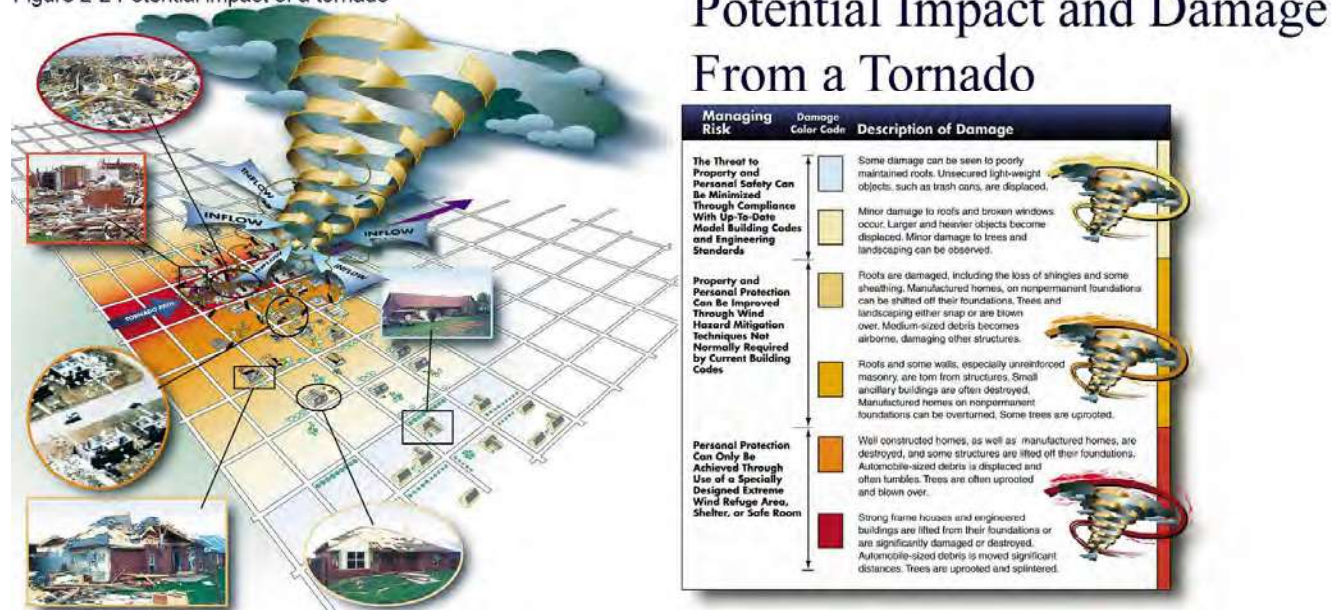 Figure 2-2 Potential impact of a tornado
INFLOW
INFLOW
INFLOW
INFLOW
INFLOW
TORNADO PATH
Potential Impact and Damage
From a Tornado
Managing
Risk
Damage
Color Code
Description of Damage
The Threat to
Property and
Personal Safety Can
Be Minimized
Through Compliance
With Up-To-Date
Model Building Codes
and Engineering
Standards
Some damage can be seen to poorly
maintained roofs. Unsecured light-weight
objects, such as trash cans, are displaced.
Minor damage to roofs and broken windows
occur. Larger and heavier objects become
displaced. Minor damage to trees and
landscaping can be observed.
Property and
Personal Protection
Can Be Improved
Through Wind
Hazard Mitigation
Techniques Not
Normally Required
by Current Building
Codes
Roofs are damaged, including the loss of shingles and some
sheathing. Manufactured homes, on nonpermanent foundations
can be shifted off their foundations. Trees and
landscaping either snap or are blown
over. Medium-sized debris becomes
airborne, damaging other structures.
Roofs and some walls, especially unreinforced
masonry, are torn from structures. Small
ancillary buildings are often destroyed.
Manufactured homes on nonpermanent
foundations can be overturned. Some trees are uprooted.
Personal Protection
Can Only Be
Achieved Through
Use of a Specially
Designed Extreme
Wind Refuge Area,
Shelter, or Safe Room
Well constructed homes, as well as manufactured homes, are
destroyed, and some structures are lifted off their foundations.
Automobile-sized debris is displaced and
often tumbles. Trees are often uprooted
and blown over.
Strong frame houses and engineered
buildings are lifted from their foundations or
are significantly damaged or destroyed.
Automobile-sized debris is moved significant
distances. Trees are uprooted and splintered.